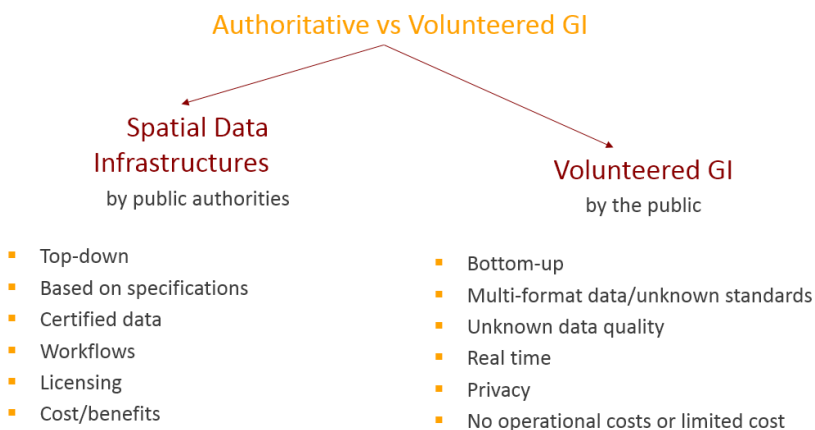 Authoritative vs Volunteered GI
Spatial Data
Infrastructures
by public authorities
▪ Top-down
▪ Based on specifications
▪ Certified data
▪ Workflows
▪ Licensing
▪ Cost/benefits
Volunteered GI
by the public
▪ Bottom-up
▪ Multi-format data/unknown standards
▪ Unknown data quality
▪ Real time
▪ Privacy
▪ No operational costs or limited cost